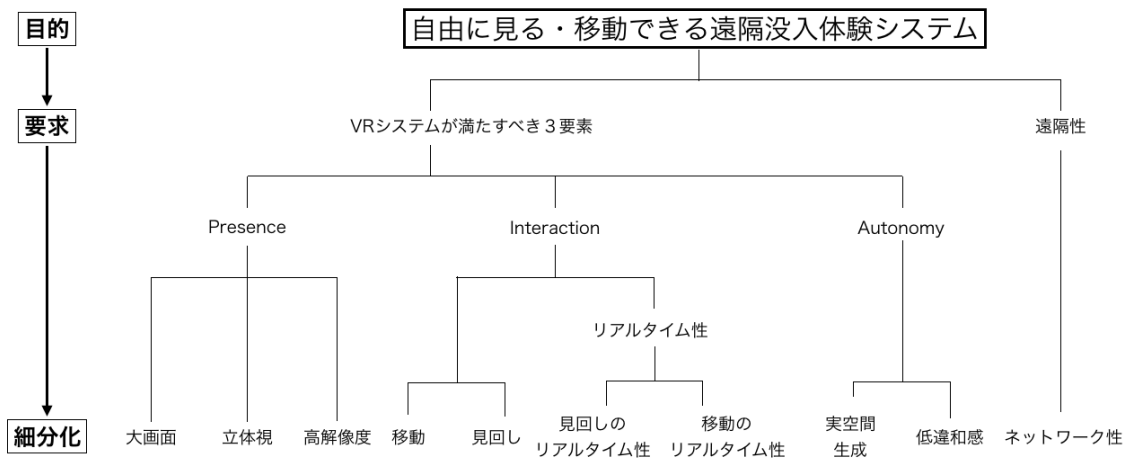 目的
自由に見る・移動できる遠隔没入体験システム
要求
VRシステムが満たすべき３要素
遠隔性
Presence
Interaction
Autonomy
リアルタイム性
細分化
大画面
立体視
高解像度
移動
見回し
見回しの
リアルタイム性
移動の
リアルタイム性
実空間
生成
低違和感
ネットワーク性